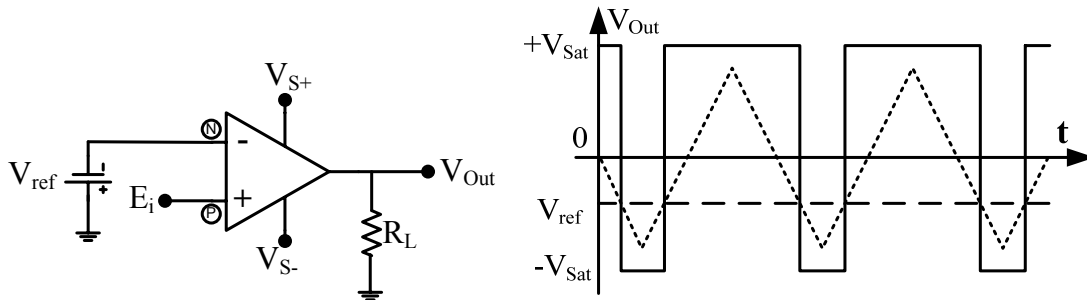 V_S+
N
-
V_ref
-
+
E_i
+
P
V_Out
V_S-
R_L
V_Out
+V_Sat
0
t
V_ref
-V_Sat